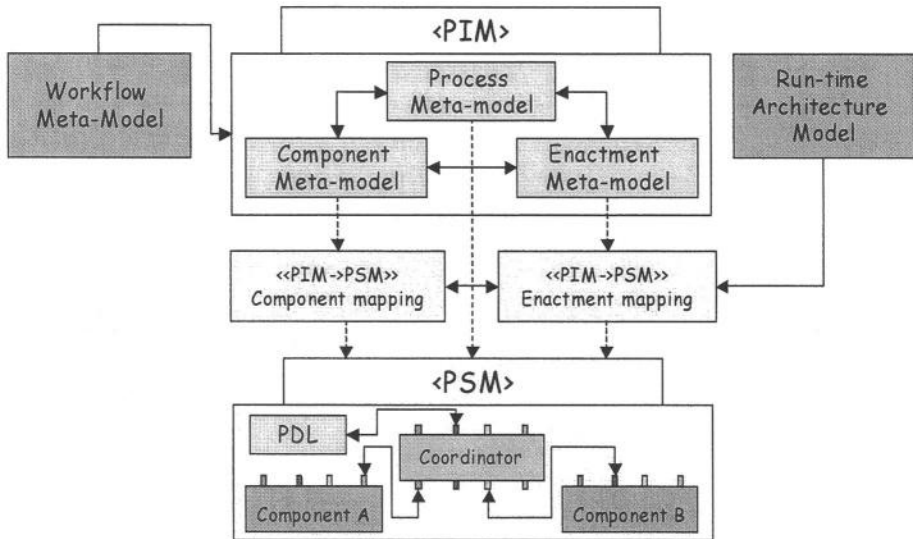 <PIM>
Workflow
Meta-Model
Process
Meta-model
Run-time
Architecture
Model
Component
Meta-model
Enactment
Meta-model
<<PIM->PSM>>
Component mapping
<<PIM->PSM>>
Enactment mapping
<PSM>
PDL
Coordinator
Component A
Component B